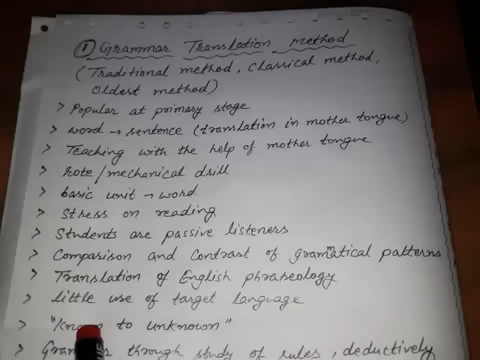 ① Grammar Translation Method
(Traditional method, Classical method,
Oldest method)
> Popular at primary stage
> word → sentence (translation in mother tongue)
> Teaching with the help of mother tongue
> Rote/mechanical drill
> basic unit → word
> Stress on reading
> Students are passive listeners
> Comparison and Contrast of grammatical patterns
> Translation of English phraseology
> little use of target language
> "to unknown"
> through study of rules, deductively